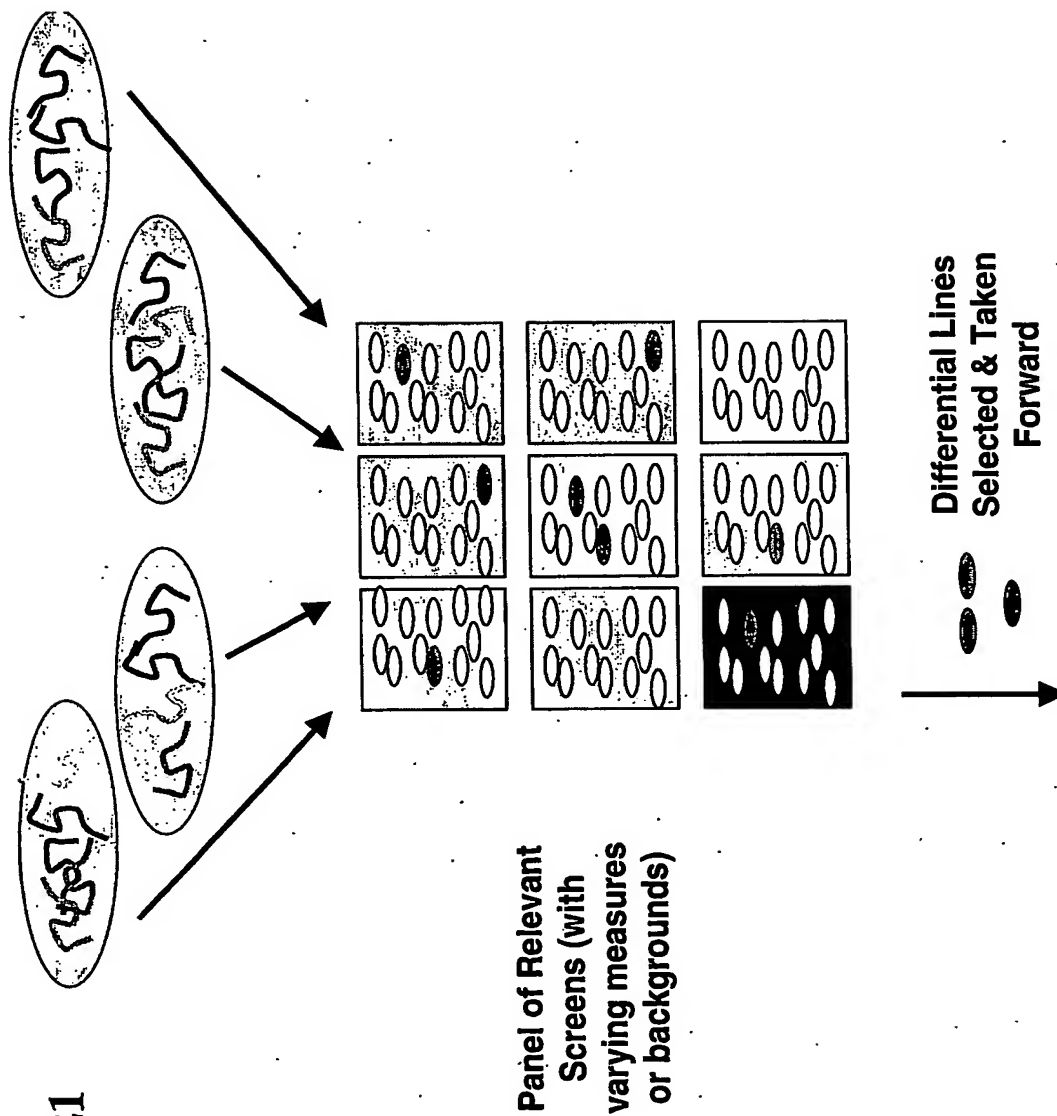 Panel of Relevant
Screens (with
varying measures
or backgrounds)
Differential Lines
Selected & Taken
Forward